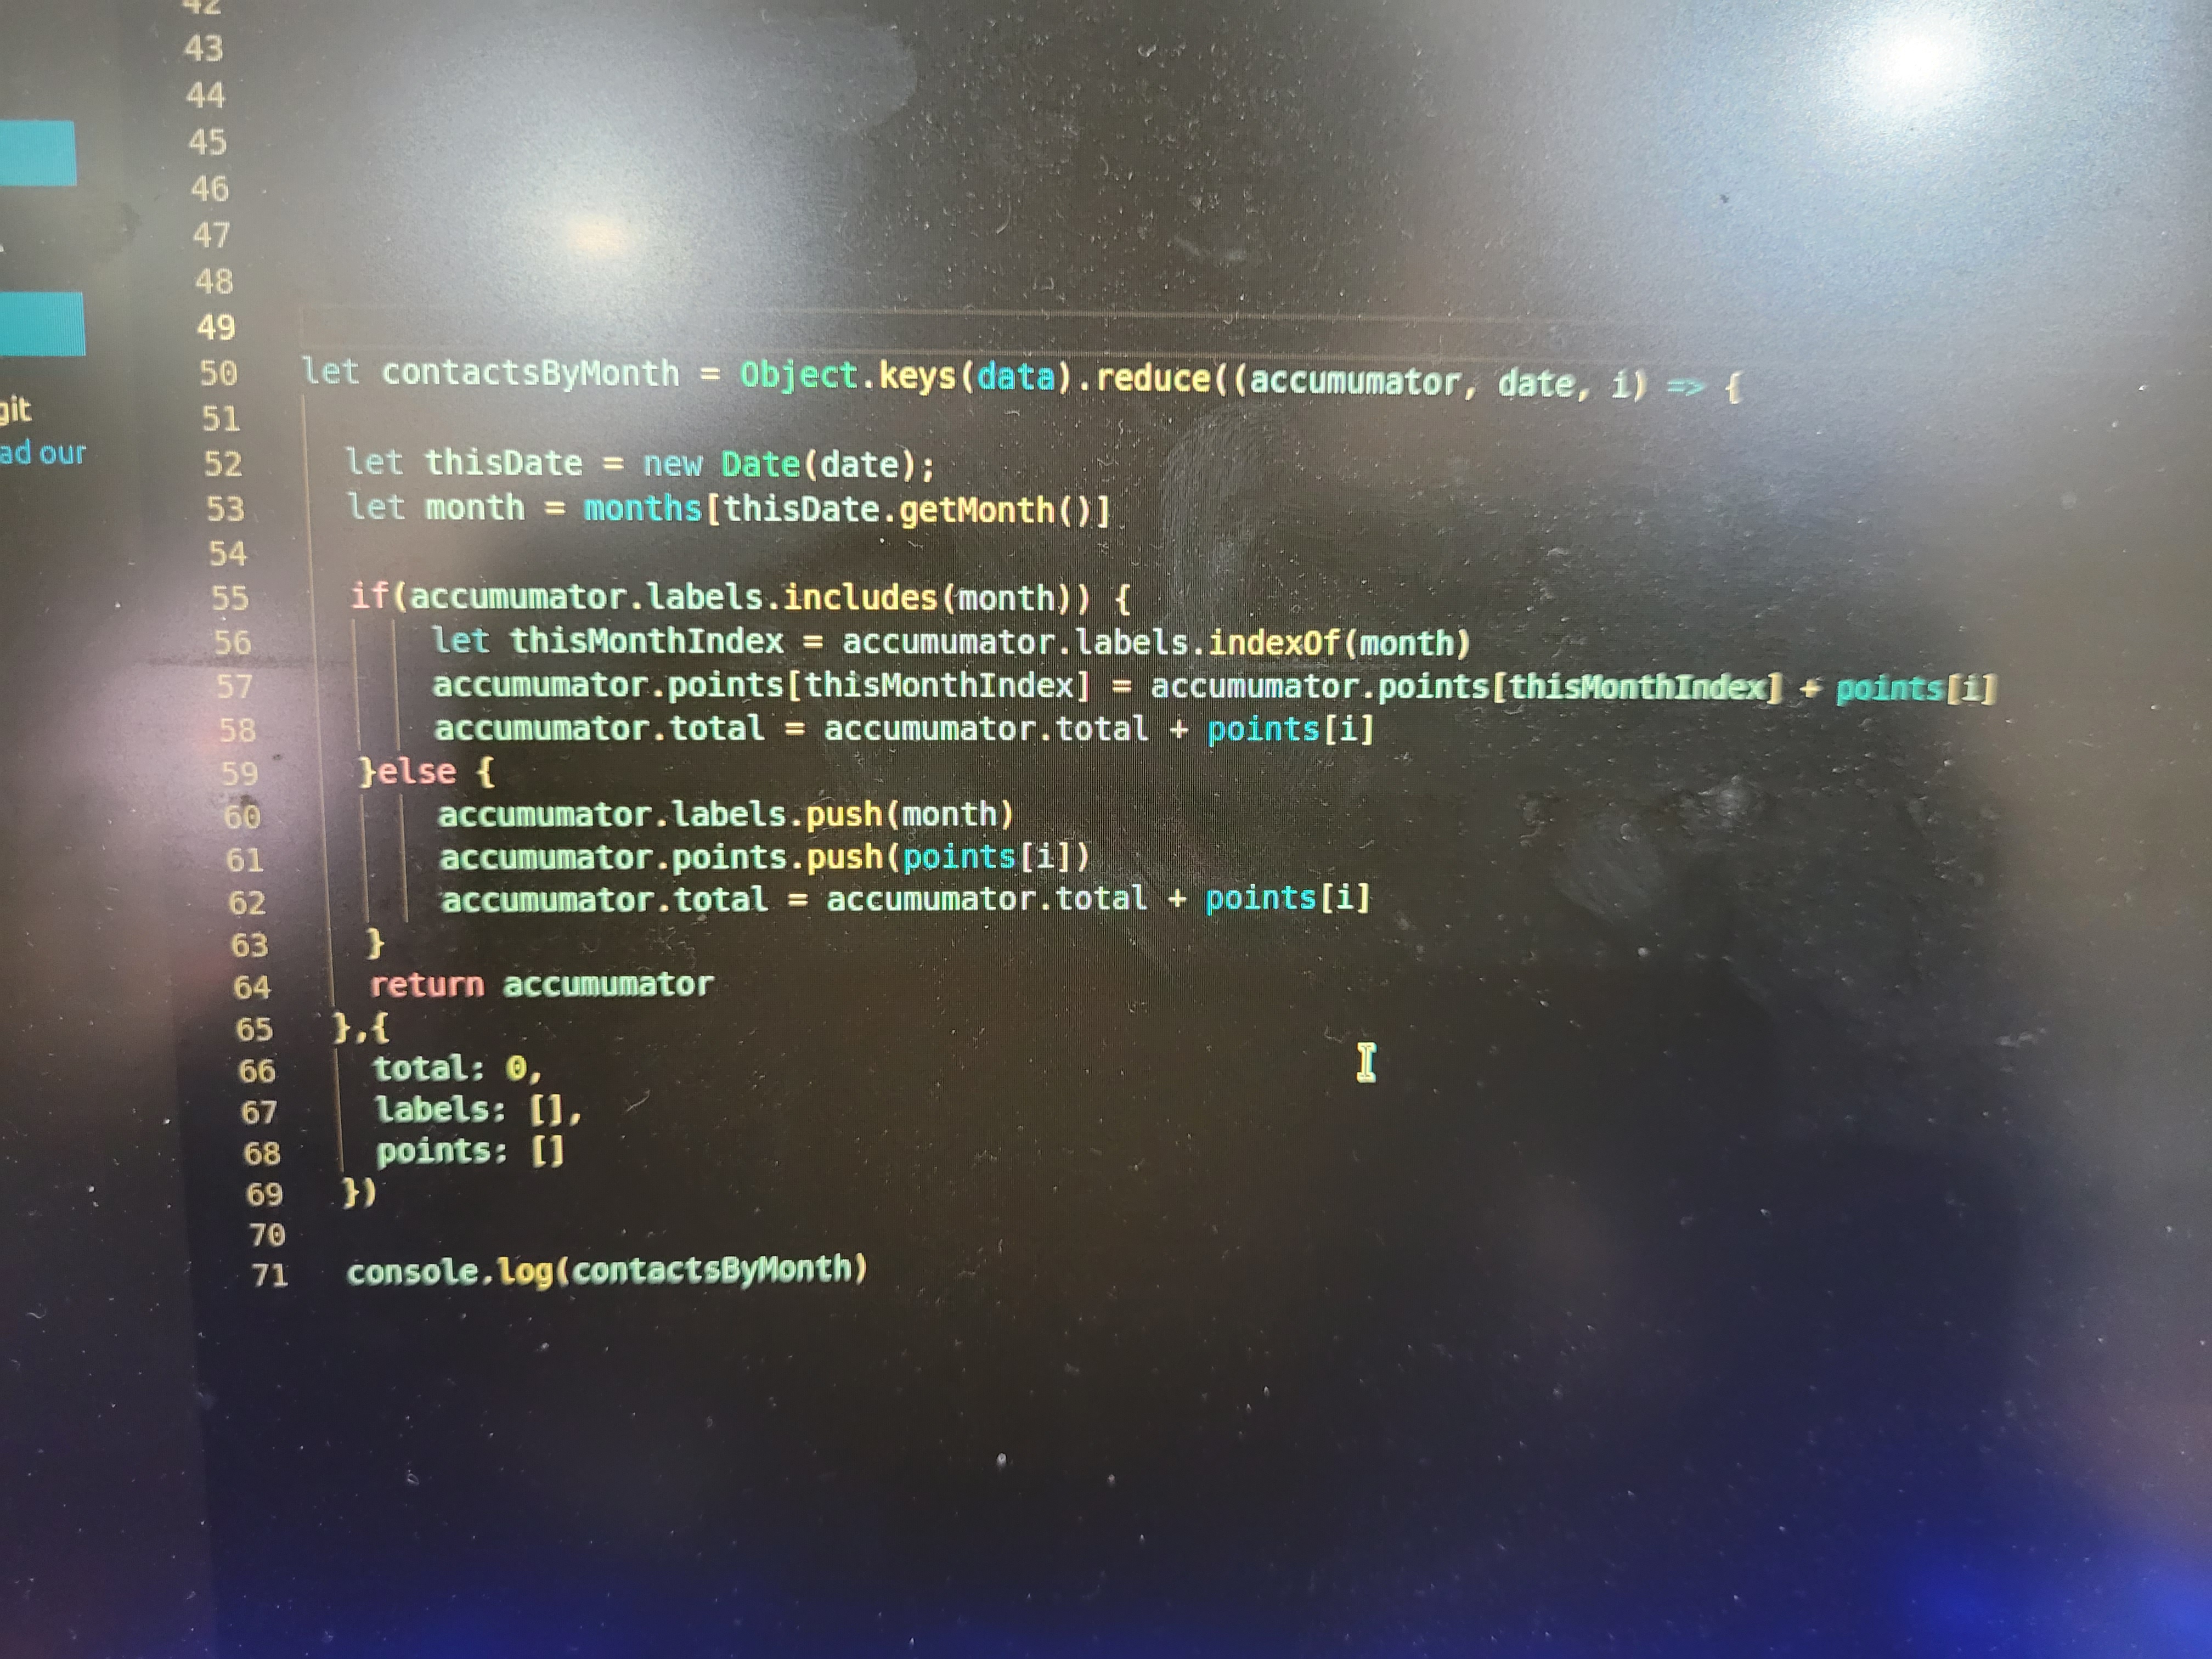 42
43
44
45
46
47
48
49
50 let contactsByMonth = Object.keys(data).reduce((accumumator, date, i) => {
git
51
ad our
52 let thisDate = new Date(date);
53 let month = months[thisDate.getMonth()]
54
55 if(accumumator.labels.includes(month)) {
56 let thisMonthIndex = accumumator.labels.indexOf(month)
57 accumumator.points[thisMonthIndex] = accumumator.points[thisMonthIndex] + points[i]
58 accumumator.total = accumumator.total + points[i]
59 }else {
60 accumumator.labels.push(month)
61 accumumator.points.push(points[i])
62 accumumator.total = accumumator.total + points[i]
63 }
64 return accumumator
65 },{
66 total: 0,
67 labels: [],
68 points: []
69 })
70
71 console.log(contactsByMonth)